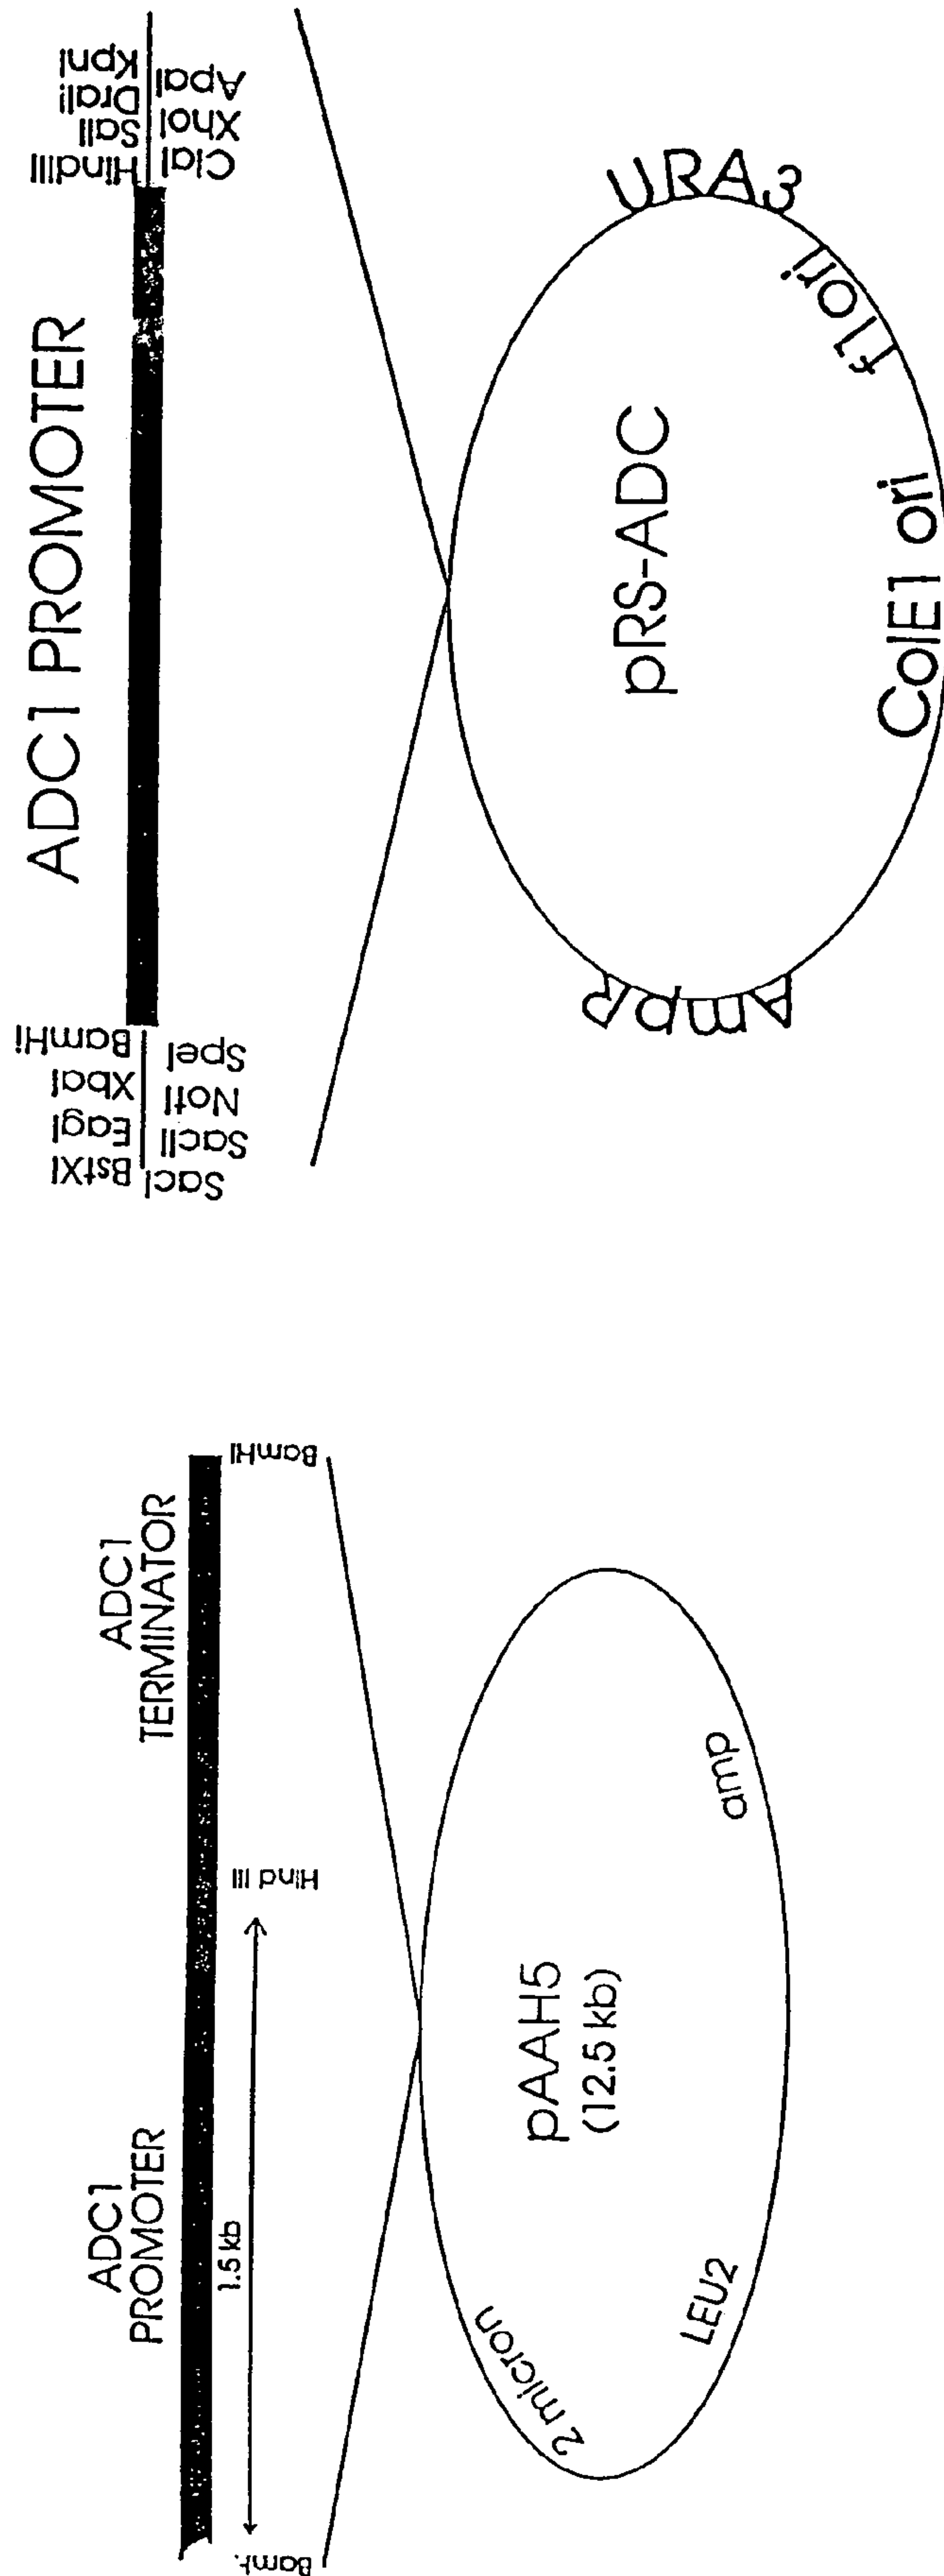 ADC1
PROMOTER
ADC1
TERMINATOR
1.5 kb
Hind III
BamHI
2 micron
pAAH5
(12.5 kb)
LEU2
amp
ADC1 PROMOTER
BstXI EagI XbaI BamHI
SacI SacII NotI SpeI
HindIII SalI DraII KpnI
ClaI XhoI ApaI
AmpR
pRS-ADC
URA3
f1ori
ColE1 ori